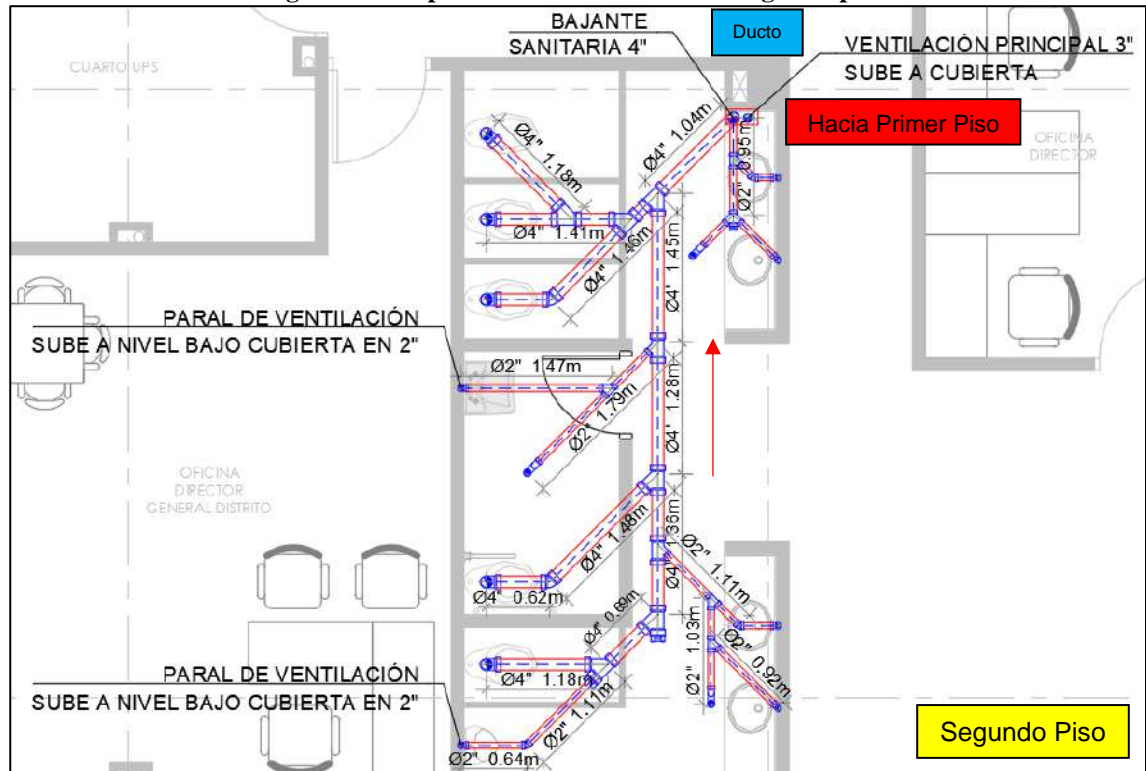 BAJANTE
SANITARIA 4"
Ducto
VENTILACIÓN PRINCIPAL 3"
SUBE A CUBIERTA
CUARTO UPS
Hacia Primer Piso
OFICINA
DIRECTOR
Ø4" 1.04m
Ø2" 0.95m
Ø4" 1.18m
Ø4" 1.41m
Ø4" 1.46m
Ø4" 1.45m
PARAL DE VENTILACIÓN
SUBE A NIVEL BAJO CUBIERTA EN 2"
Ø2" 1.47m
Ø2" 1.79m
Ø4" 1.28m
OFICINA
DIRECTOR
GENERAL DISTRITO
Ø4" 1.48m
Ø4" 1.36m
Ø2" 1.11m
Ø4" 0.62m
Ø4" 0.69m
Ø2" 1.03m
Ø2" 0.92m
Ø4" 1.18m
PARAL DE VENTILACIÓN
SUBE A NIVEL BAJO CUBIERTA EN 2"
Ø2" 1.11m
Ø2" 0.64m
Segundo Piso